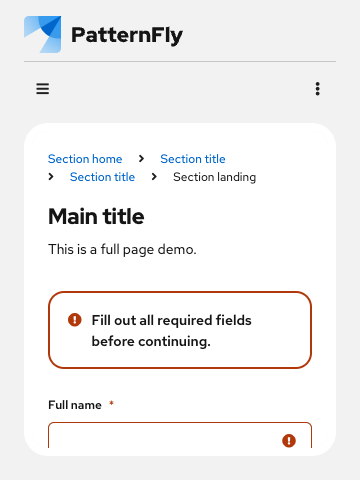 PatternFly
Section home > Section title
> Section title > Section landing
Main title
This is a full page demo.
Fill out all required fields
before continuing.
Full name *